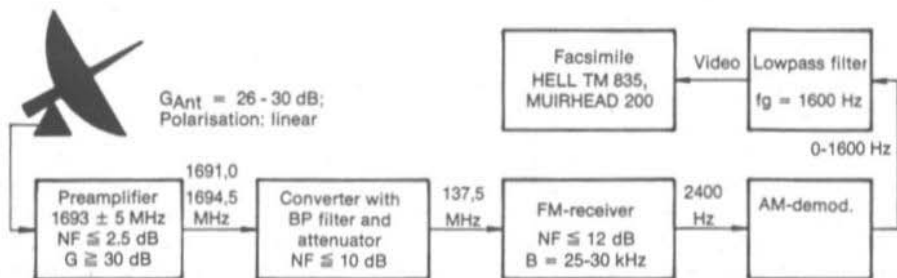 GAnt = 26 - 30 dB;
Polarisation: linear
Facsimile
HELL TM 835,
MUIRHEAD 200
Video
Lowpass filter
fg = 1600 Hz
0-1600 Hz
Preamplifier
1693 ± 5 MHz
NF ≦ 2.5 dB
G ≧ 30 dB
1691,0
1694,5
MHz
Converter with
BP filter and
attenuator
NF ≦ 10 dB
137,5
MHz
FM-receiver
NF ≦ 12 dB
B = 25-30 kHz
2400
Hz
AM-demod.